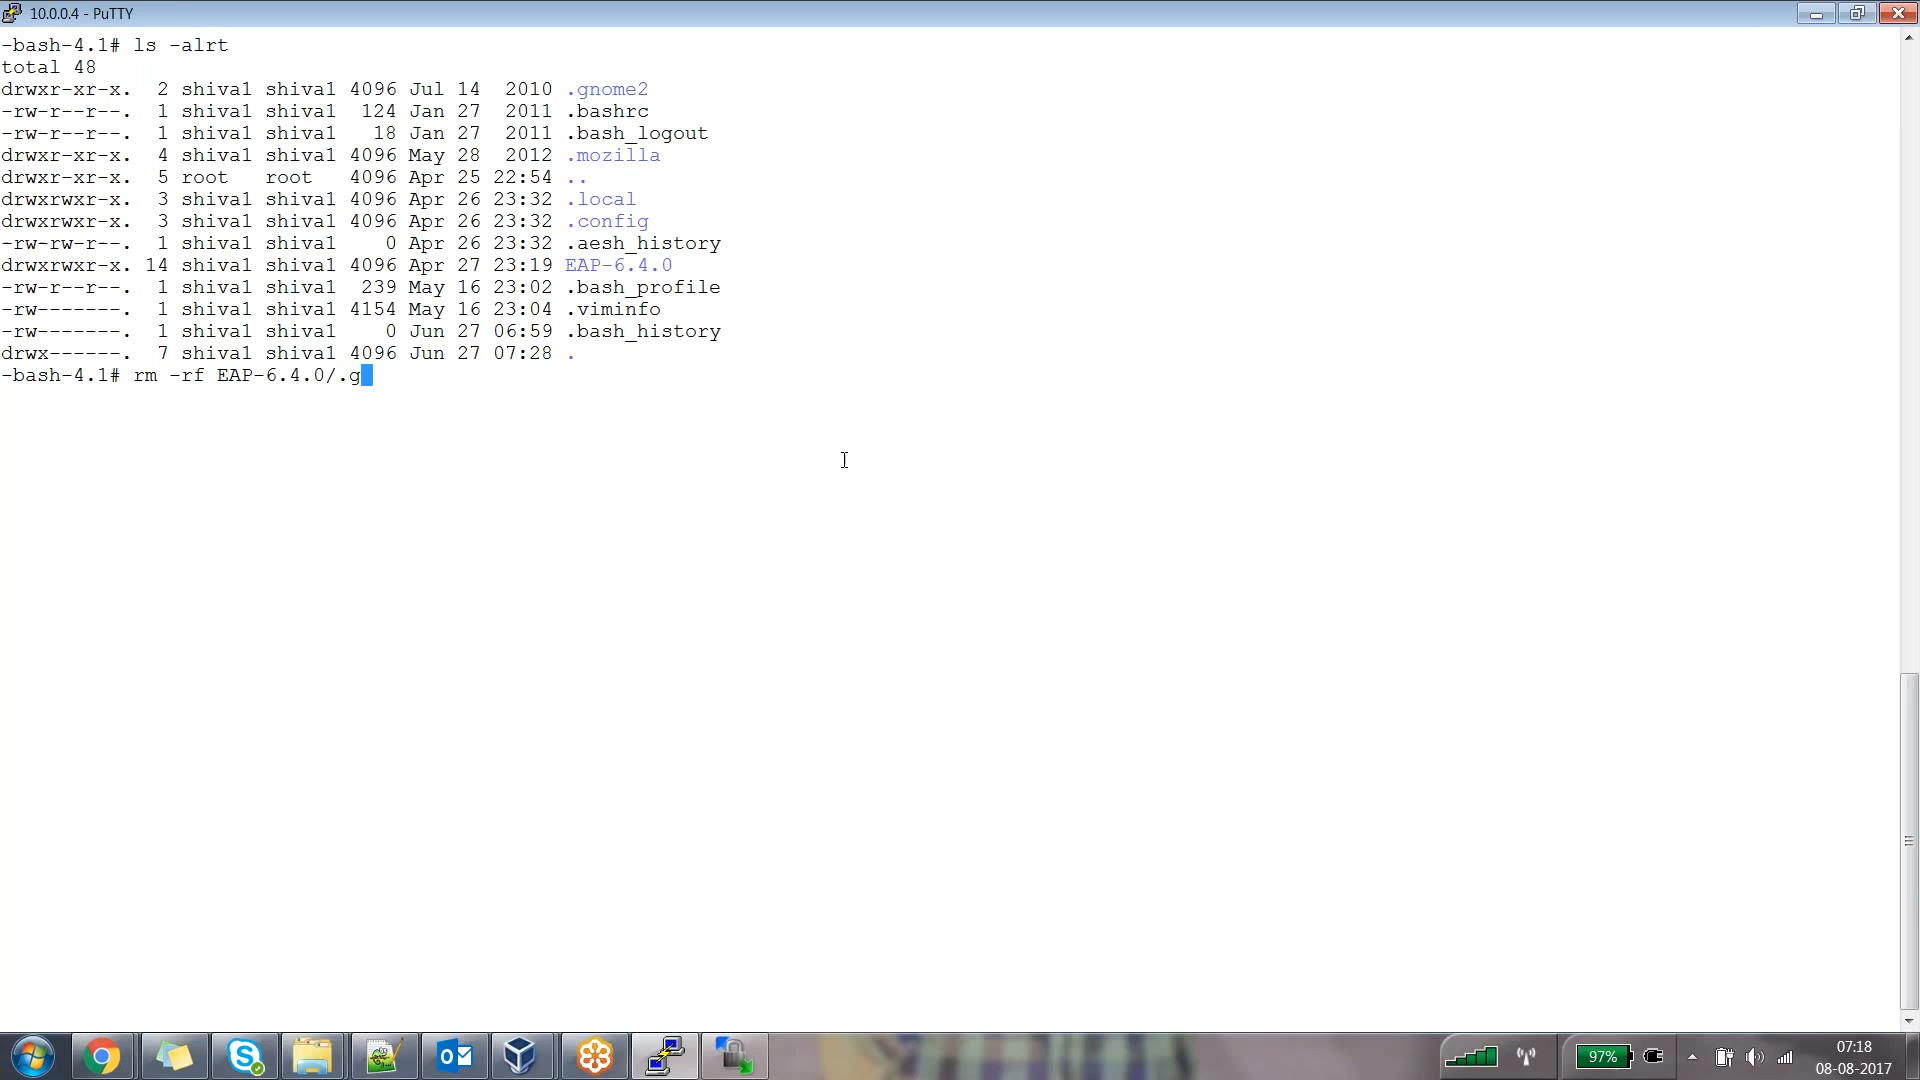 10.0.0.4 - PuTTY
-bash-4.1# ls -alrt
total 48
drwxr-xr-x.  2 shiva1 shiva1 4096 Jul 14  2010 .gnome2
-rw-r--r--.  1 shiva1 shiva1  124 Jan 27  2011 .bashrc
-rw-r--r--.  1 shiva1 shiva1   18 Jan 27  2011 .bash_logout
drwxr-xr-x.  4 shiva1 shiva1 4096 May 28  2012 .mozilla
drwxr-xr-x.  5 root   root   4096 Apr 25 22:54 ..
drwxrwxr-x.  3 shiva1 shiva1 4096 Apr 26 23:32 .local
drwxrwxr-x.  3 shiva1 shiva1 4096 Apr 26 23:32 .config
-rw-rw-r--.  1 shiva1 shiva1    0 Apr 26 23:32 .aesh_history
drwxrwxr-x. 14 shiva1 shiva1 4096 Apr 27 23:19 EAP-6.4.0
-rw-r--r--.  1 shiva1 shiva1  239 May 16 23:02 .bash_profile
-rw-------.  1 shiva1 shiva1 4154 May 16 23:04 .viminfo
-rw-------.  1 shiva1 shiva1    0 Jun 27 06:59 .bash_history
drwx------.  7 shiva1 shiva1 4096 Jun 27 07:28 .
-bash-4.1# rm -rf EAP-6.4.0/.g
97%
07:18
08-08-2017